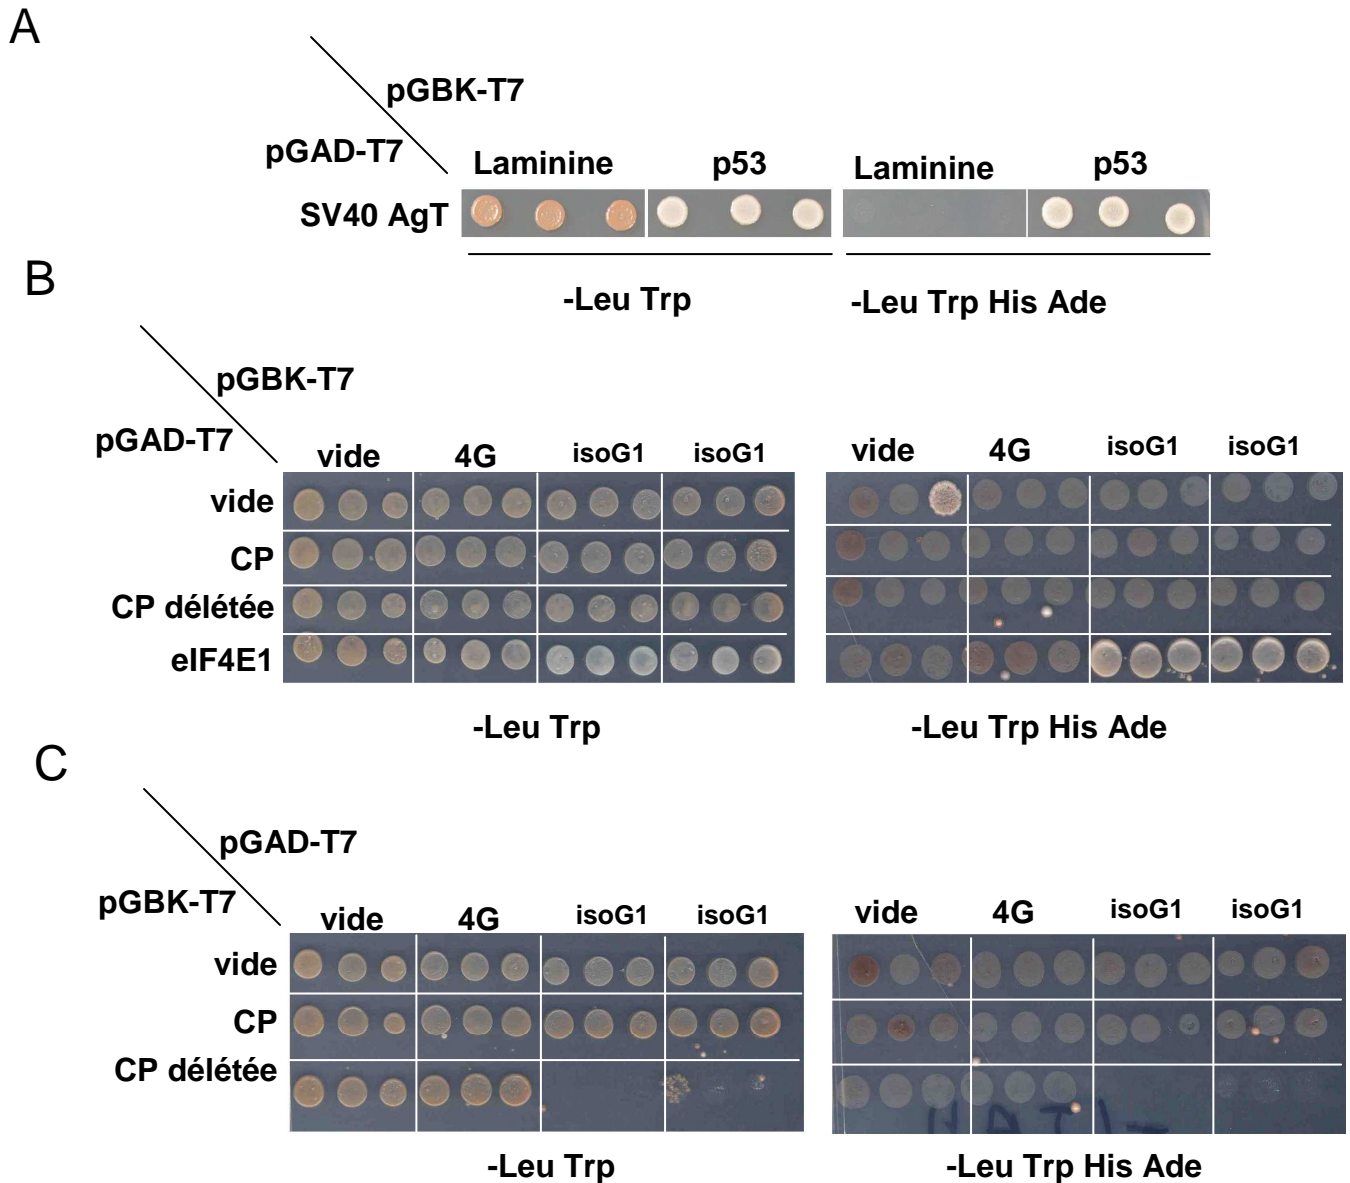 A
pGBK-T7
pGAD-T7
Laminine p53 Laminine p53
SV40 AgT
-Leu Trp -Leu Trp His Ade
B
pGBK-T7
pGAD-T7
vide 4G isoG1 isoG1 vide 4G isoG1 isoG1
vide
CP
CP délétée
eIF4E1
-Leu Trp -Leu Trp His Ade
C
pGAD-T7
pGBK-T7
vide 4G isoG1 isoG1 vide 4G isoG1 isoG1
vide
CP
CP délétée
-Leu Trp -Leu Trp His Ade